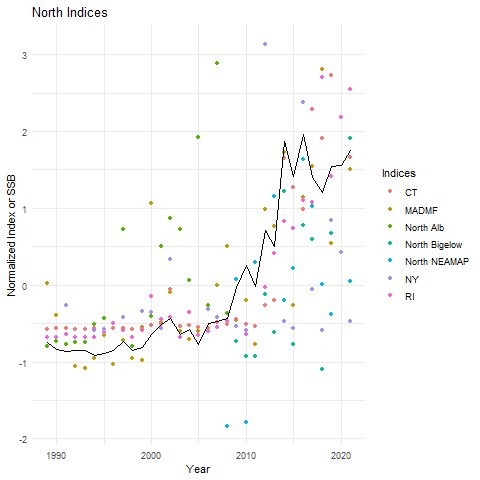 North Indices
Normalized Index or SSB
3
2
1
0
-1
-2
1990
2000
2010
2020
Year
Indices
CT
MADMF
North Alb
North Bigelow
North NEAMAP
NY
RI